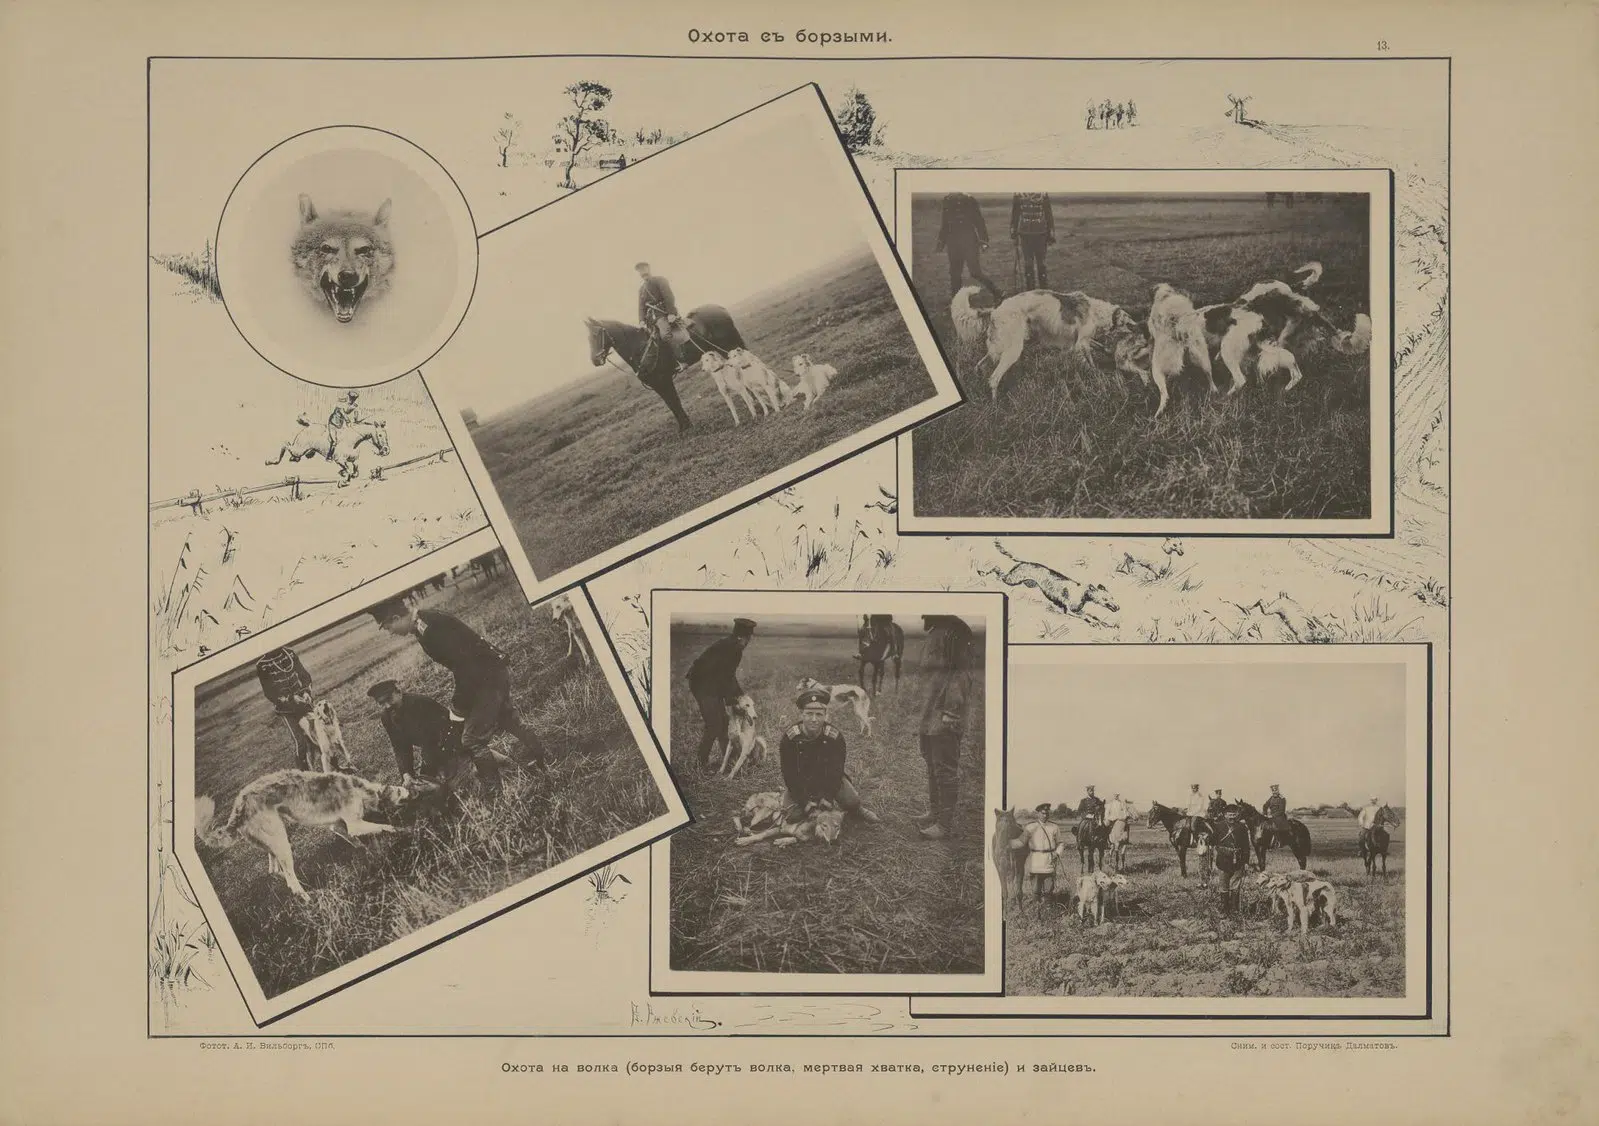 Охота съ борзыми.
13.
А. Ржевскій.
Фотот. А. И. Вильборгъ, СПб.
Сним. и сост. Поручикъ Далматовъ.
Охота на волка (борзыя берутъ волка, мертвая хватка, струненіе) и зайцевъ.